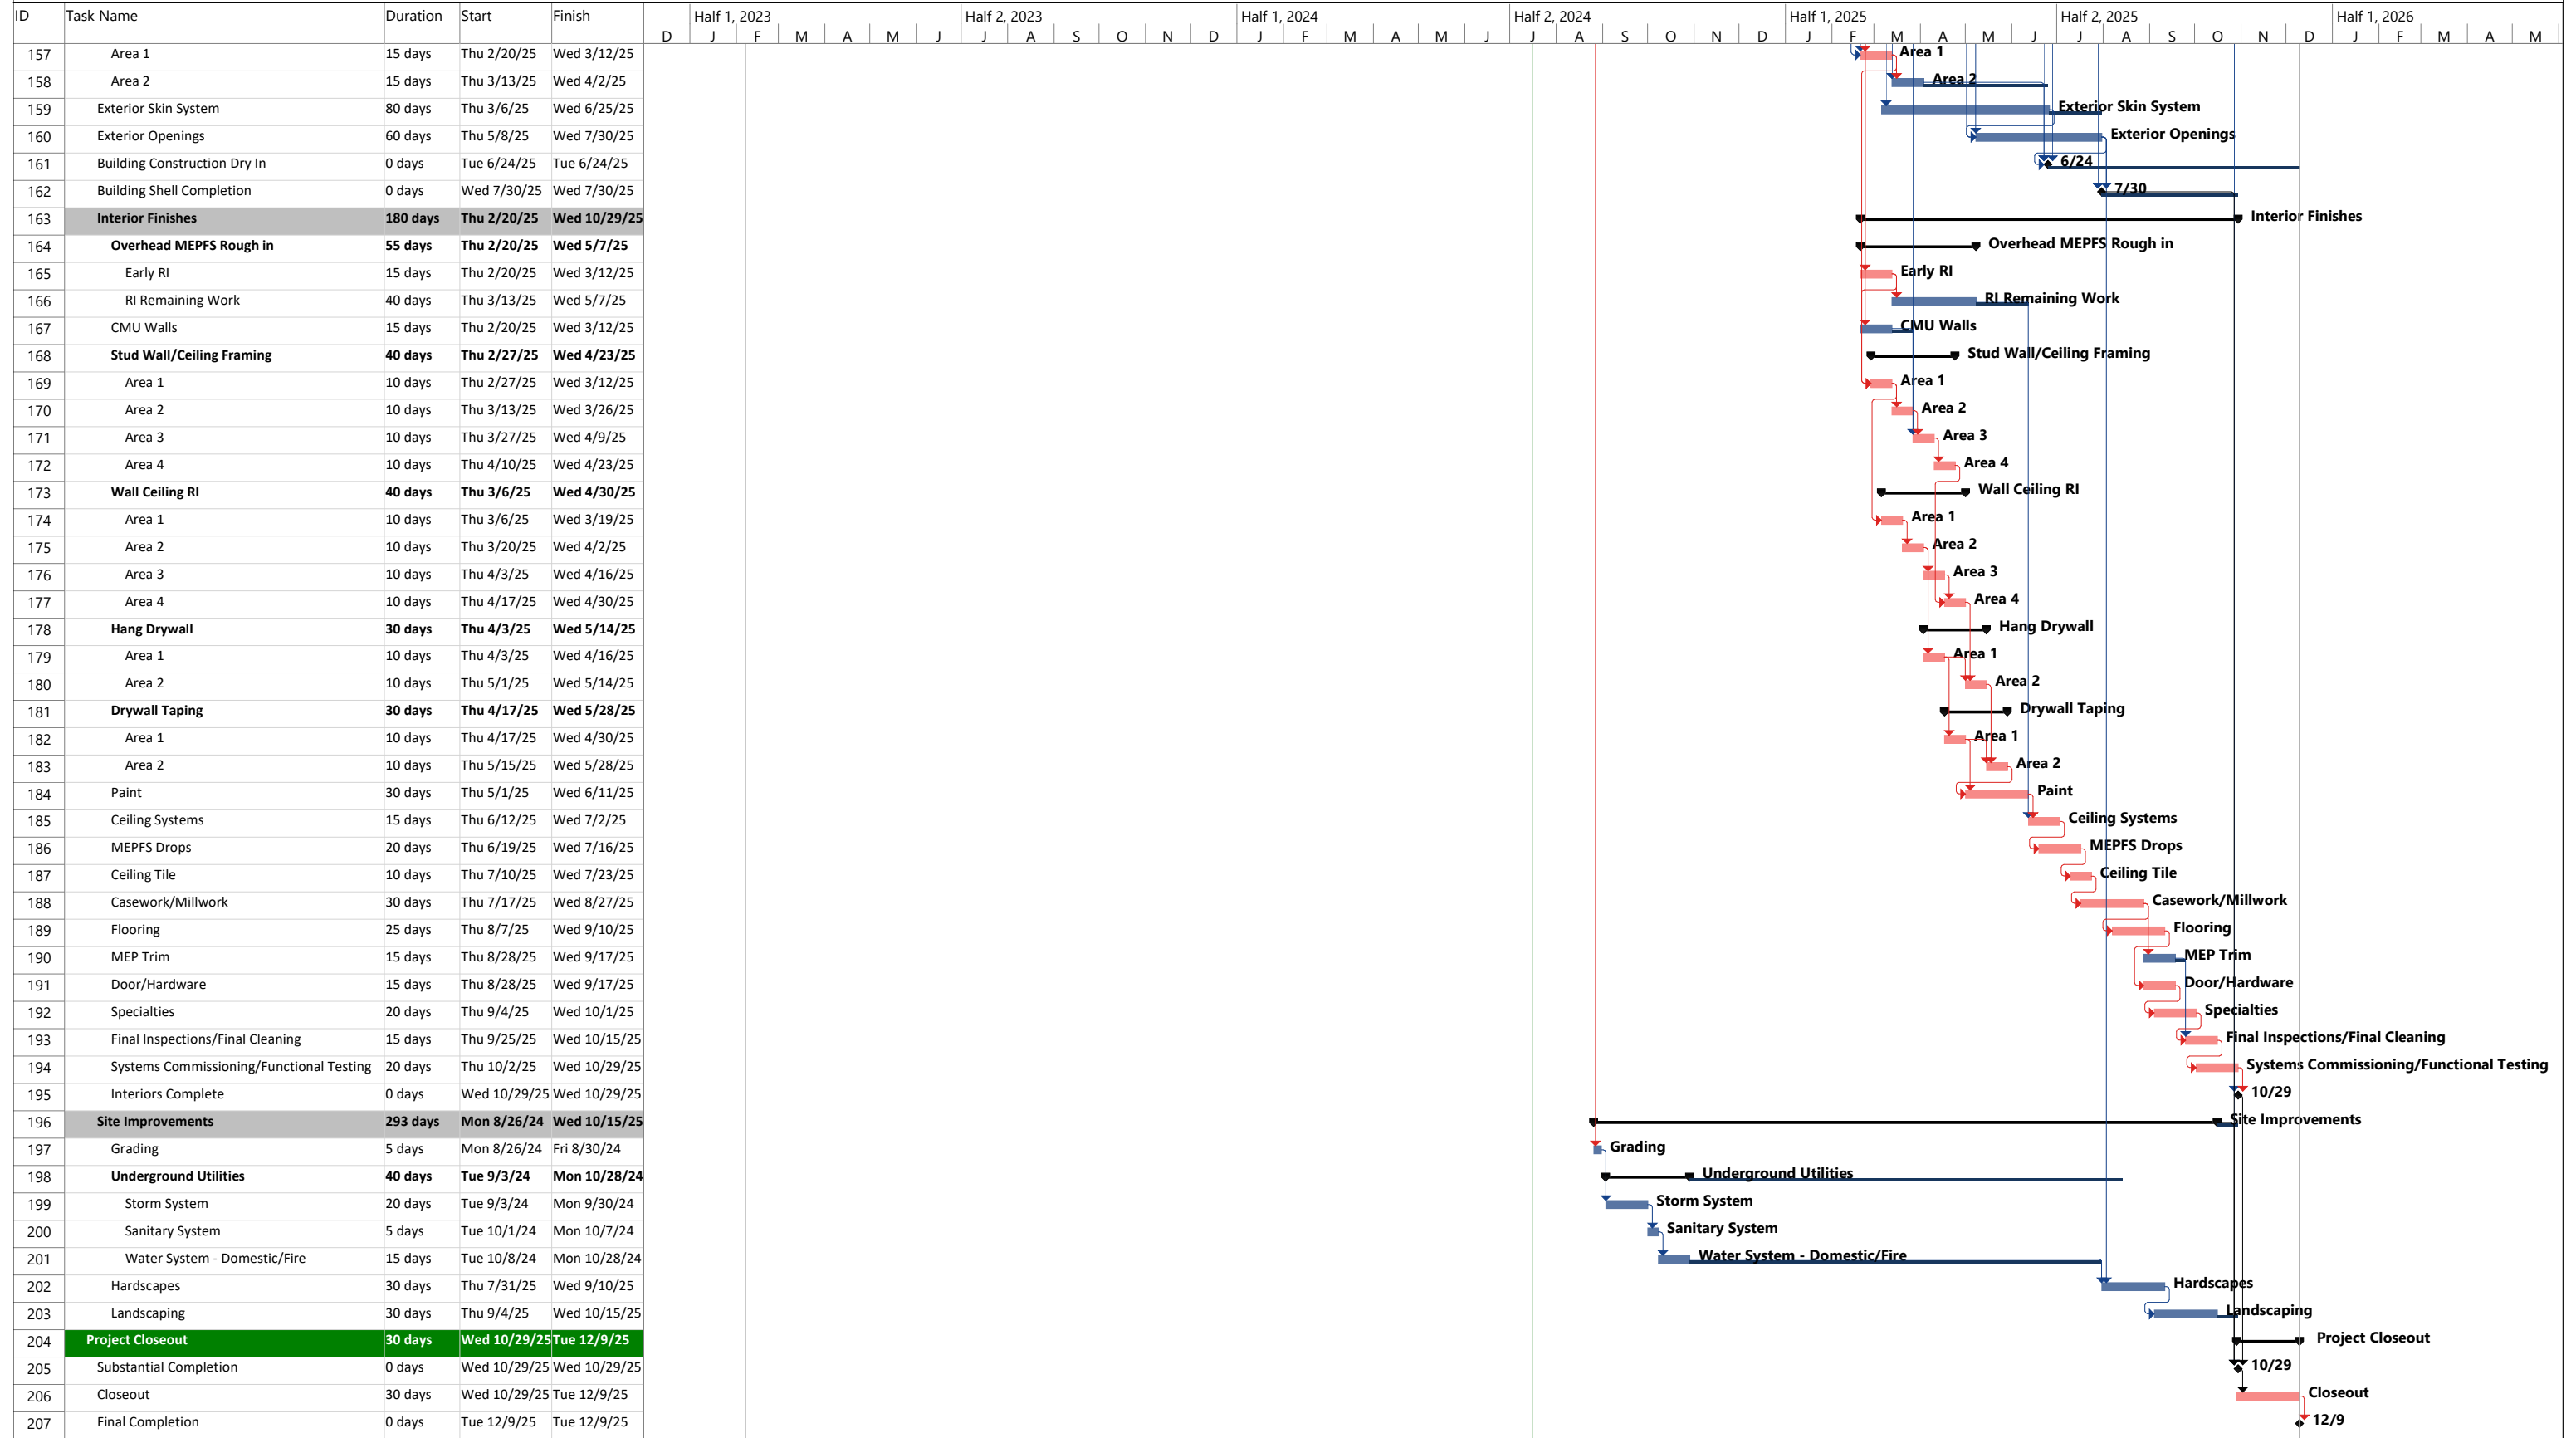 ID Task Name Duration Start Finish Half 1, 2023 Half 2, 2023 Half 1, 2024 Half 2, 2024 Half 1, 2025 Half 2, 2025 Half 1, 2026
D J F M A M J J A S O N D J F M A M J J A S O N D J F M A M J J A S O N D J F M A M
157 Area 1 15 days Thu 2/20/25 Wed 3/12/25 Area 1
158 Area 2 15 days Thu 3/13/25 Wed 4/2/25 Area 2
159 Exterior Skin System 80 days Thu 3/6/25 Wed 6/25/25 Exterior Skin System
160 Exterior Openings 60 days Thu 5/8/25 Wed 7/30/25 Exterior Openings
161 Building Construction Dry In 0 days Tue 6/24/25 Tue 6/24/25 6/24
162 Building Shell Completion 0 days Wed 7/30/25 Wed 7/30/25 7/30
163 Interior Finishes 180 days Thu 2/20/25 Wed 10/29/25 Interior Finishes
164 Overhead MEPFS Rough in 55 days Thu 2/20/25 Wed 5/7/25 Overhead MEPFS Rough in
165 Early RI 15 days Thu 2/20/25 Wed 3/12/25 Early RI
166 RI Remaining Work 40 days Thu 3/13/25 Wed 5/7/25 RI Remaining Work
167 CMU Walls 15 days Thu 2/20/25 Wed 3/12/25 CMU Walls
168 Stud Wall/Ceiling Framing 40 days Thu 2/27/25 Wed 4/23/25 Stud Wall/Ceiling Framing
169 Area 1 10 days Thu 2/27/25 Wed 3/12/25 Area 1
170 Area 2 10 days Thu 3/13/25 Wed 3/26/25 Area 2
171 Area 3 10 days Thu 3/27/25 Wed 4/9/25 Area 3
172 Area 4 10 days Thu 4/10/25 Wed 4/23/25 Area 4
173 Wall Ceiling RI 40 days Thu 3/6/25 Wed 4/30/25 Wall Ceiling RI
174 Area 1 10 days Thu 3/6/25 Wed 3/19/25 Area 1
175 Area 2 10 days Thu 3/20/25 Wed 4/2/25 Area 2
176 Area 3 10 days Thu 4/3/25 Wed 4/16/25 Area 3
177 Area 4 10 days Thu 4/17/25 Wed 4/30/25 Area 4
178 Hang Drywall 30 days Thu 4/3/25 Wed 5/14/25 Hang Drywall
179 Area 1 10 days Thu 4/3/25 Wed 4/16/25 Area 1
180 Area 2 10 days Thu 5/1/25 Wed 5/14/25 Area 2
181 Drywall Taping 30 days Thu 4/17/25 Wed 5/28/25 Drywall Taping
182 Area 1 10 days Thu 4/17/25 Wed 4/30/25 Area 1
183 Area 2 10 days Thu 5/15/25 Wed 5/28/25 Area 2
184 Paint 30 days Thu 5/1/25 Wed 6/11/25 Paint
185 Ceiling Systems 15 days Thu 6/12/25 Wed 7/2/25 Ceiling Systems
186 MEPFS Drops 20 days Thu 6/19/25 Wed 7/16/25 MEPFS Drops
187 Ceiling Tile 10 days Thu 7/10/25 Wed 7/23/25 Ceiling Tile
188 Casework/Millwork 30 days Thu 7/17/25 Wed 8/27/25 Casework/Millwork
189 Flooring 25 days Thu 8/7/25 Wed 9/10/25 Flooring
190 MEP Trim 15 days Thu 8/28/25 Wed 9/17/25 MEP Trim
191 Door/Hardware 15 days Thu 8/28/25 Wed 9/17/25 Door/Hardware
192 Specialties 20 days Thu 9/4/25 Wed 10/1/25 Specialties
193 Final Inspections/Final Cleaning 15 days Thu 9/25/25 Wed 10/15/25 Final Inspections/Final Cleaning
194 Systems Commissioning/Functional Testing 20 days Thu 10/2/25 Wed 10/29/25 Systems Commissioning/Functional Testing
195 Interiors Complete 0 days Wed 10/29/25 Wed 10/29/25 10/29
196 Site Improvements 293 days Mon 8/26/24 Wed 10/15/25 Site Improvements
197 Grading 5 days Mon 8/26/24 Fri 8/30/24 Grading
198 Underground Utilities 40 days Tue 9/3/24 Mon 10/28/24 Underground Utilities
199 Storm System 20 days Tue 9/3/24 Mon 9/30/24 Storm System
200 Sanitary System 5 days Tue 10/1/24 Mon 10/7/24 Sanitary System
201 Water System - Domestic/Fire 15 days Tue 10/8/24 Mon 10/28/24 Water System - Domestic/Fire
202 Hardscapes 30 days Thu 7/31/25 Wed 9/10/25 Hardscapes
203 Landscaping 30 days Thu 9/4/25 Wed 10/15/25 Landscaping
204 Project Closeout 30 days Wed 10/29/25 Tue 12/9/25 Project Closeout
205 Substantial Completion 0 days Wed 10/29/25 Wed 10/29/25 10/29
206 Closeout 30 days Wed 10/29/25 Tue 12/9/25 Closeout
207 Final Completion 0 days Tue 12/9/25 Tue 12/9/25 12/9